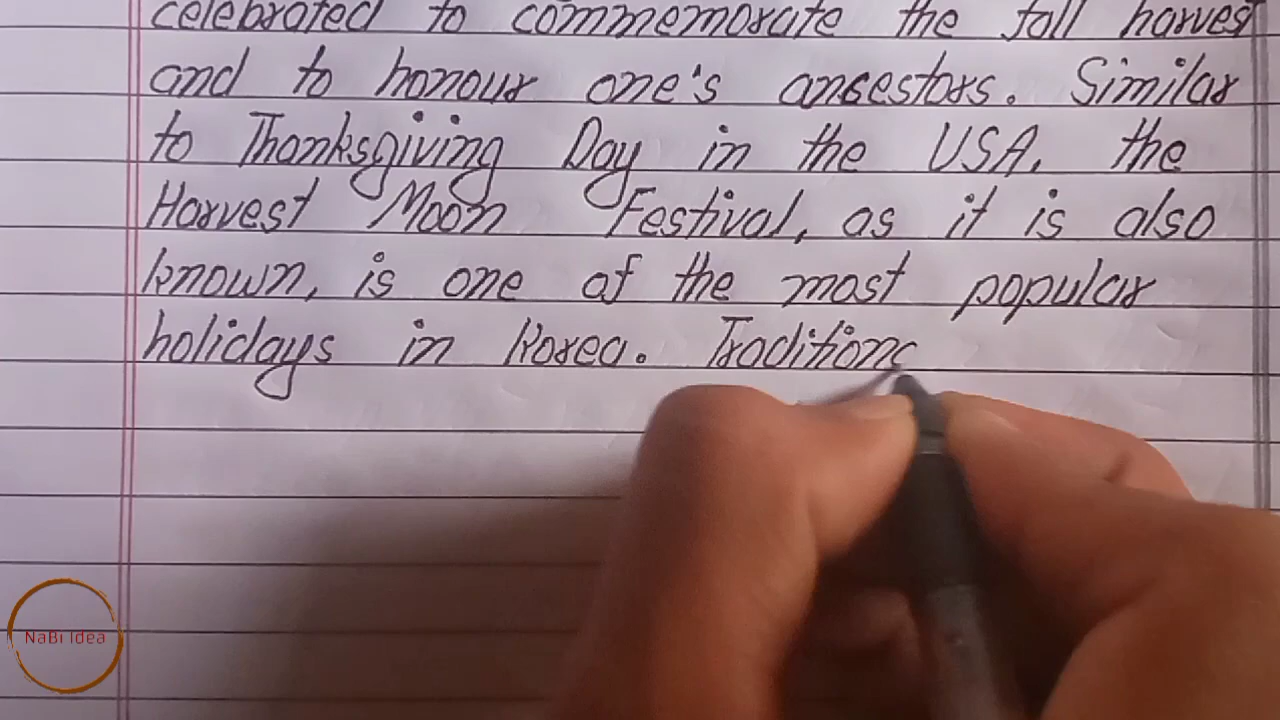 celebrated to commemorate the fall harvest
and to honour one's ancestors. Similar
to Thanksgiving Day in the USA, the
Harvest Moon Festival, as it is also
known, is one of the most popular
holidays in Korea. Traditiona
NaBi Idea